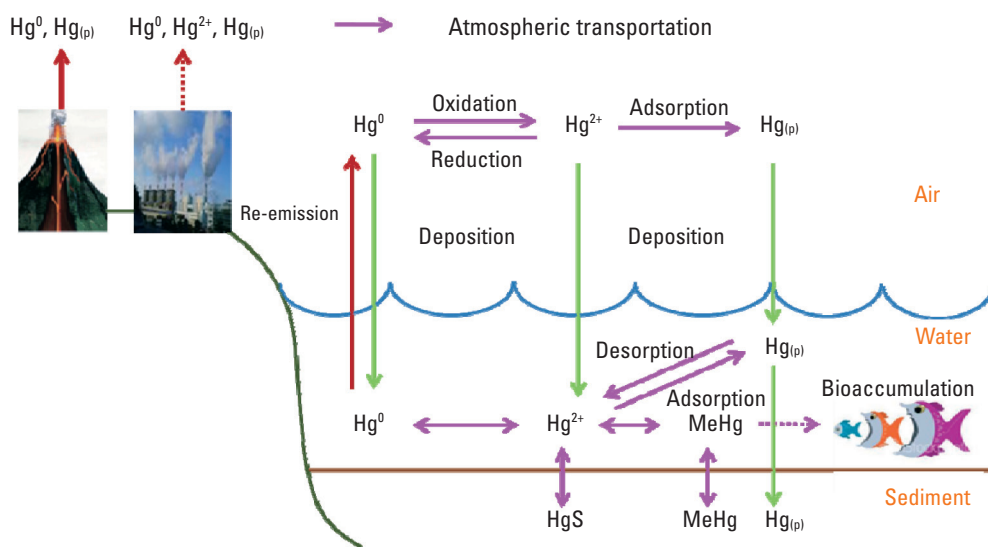 Hg⁰, Hg₍ₚ₎ Hg⁰, Hg²⁺, Hg₍ₚ₎ Atmospheric transportation
Oxidation Adsorption
Hg⁰ Hg²⁺ Hg₍ₚ₎
Reduction
Air
Re-emission
Deposition Deposition
Water
Desorption Hg₍ₚ₎
Bioaccumulation
Adsorption
Hg⁰ Hg²⁺ MeHg
Sediment
HgS MeHg Hg₍ₚ₎